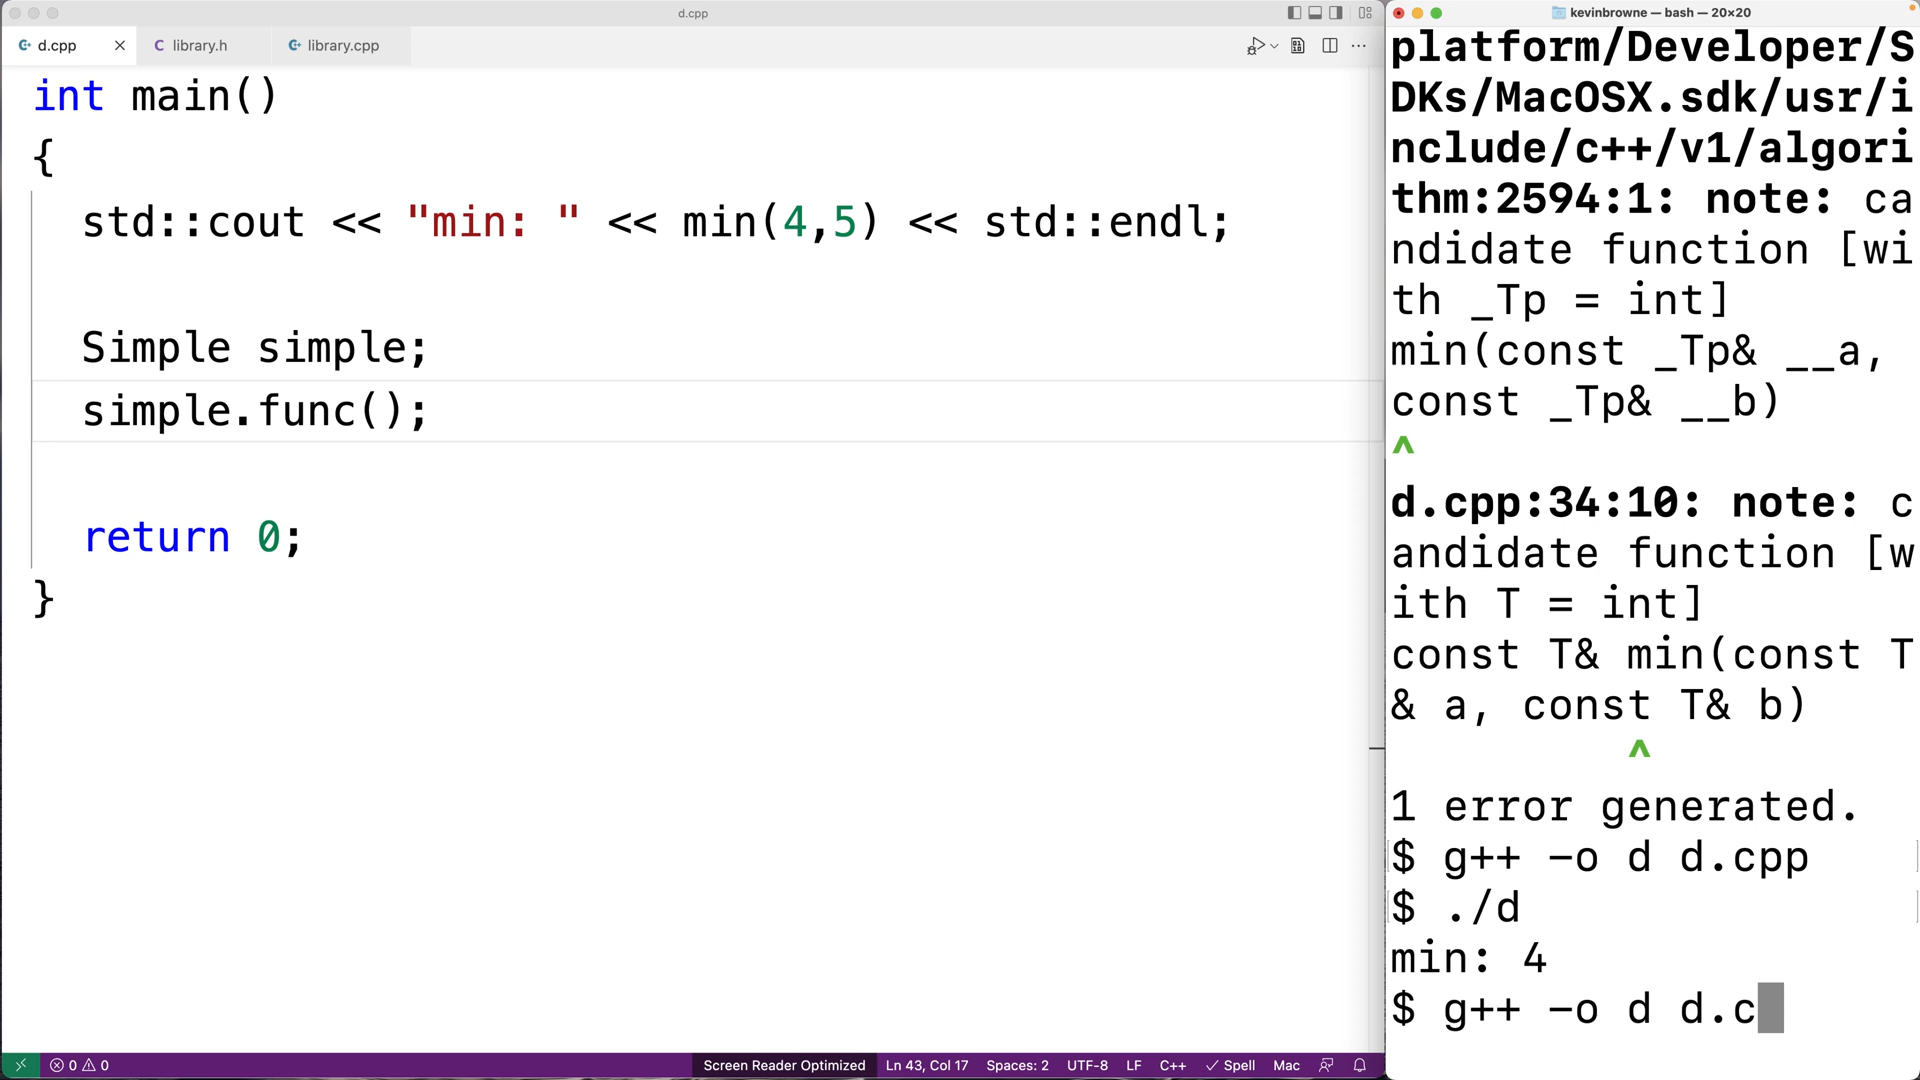 d.cpp
d.cpp
library.h
library.cpp
int main()
{
std::cout << "min: " << min(4,5) << std::endl;
Simple simple;
simple.func();
return 0;
}
0 0
Screen Reader Optimized
Ln 43, Col 17
Spaces: 2
UTF-8
LF
C++
Spell
Mac
kevinbrowne — bash — 20×20
platform/Developer/S
DKs/MacOSX.sdk/usr/i
nclude/c++/v1/algori
thm:2594:1: note: ca
ndidate function [wi
th _Tp = int]
min(const _Tp& __a,
const _Tp& __b)
^
d.cpp:34:10: note: c
andidate function [w
ith T = int]
const T& min(const T
& a, const T& b)
^
1 error generated.
$ g++ -o d d.cpp
$ ./d
min: 4
$ g++ -o d d.c